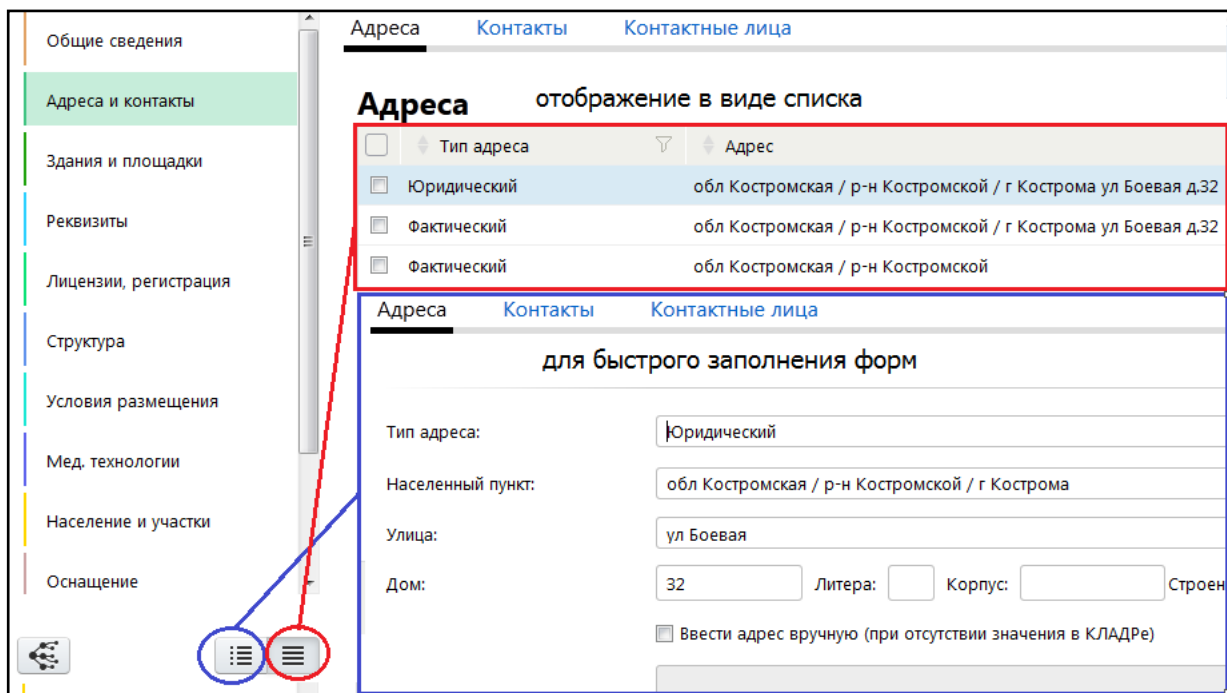 Общие сведения
Адреса и контакты
Здания и площадки
Реквизиты
Лицензии, регистрация
Структура
Условия размещения
Мед. технологии
Население и участки
Оснащение
Адреса Контакты Контактные лица
Адреса отображение в виде списка
Тип адреса Адрес
Юридический обл Костромская / р-н Костромской / г Кострома ул Боевая д.32
Фактический обл Костромская / р-н Костромской / г Кострома ул Боевая д.32
Фактический обл Костромская / р-н Костромской
Адреса Контакты Контактные лица
для быстрого заполнения форм
Тип адреса: Юридический
Населенный пункт: обл Костромская / р-н Костромской / г Кострома
Улица: ул Боевая
Дом: 32 Литера: Корпус: Строен
Ввести адрес вручную (при отсутствии значения в КЛАДРе)